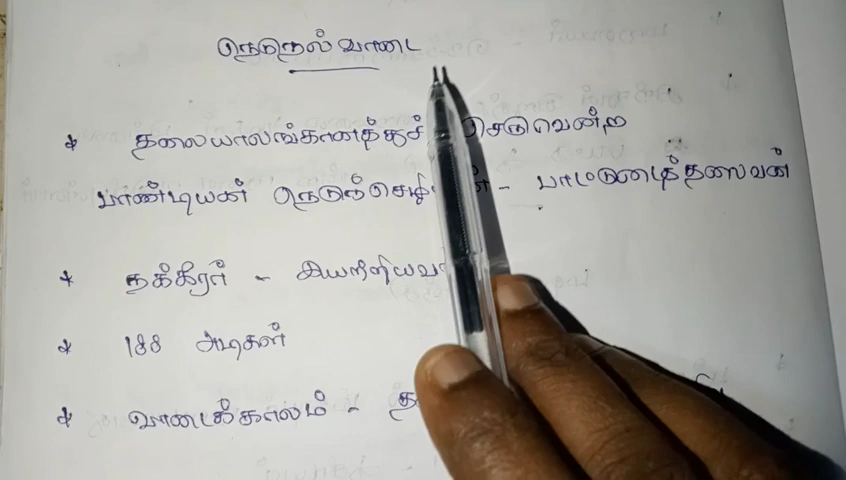 நெடுநல்வாடை
* தலையாலங்கானத்துச் செருவென்ற
பாண்டியன் - பாட்டுடைத்தலைவன்
* நக்கீரர் -
* 188 அடிகள்
* வாடைக்காலம் -